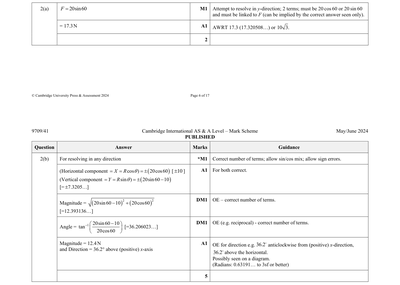 2(a) F = 20sin60 M1 Attempt to resolve in y-direction; 2 terms; must be 20cos60 or 20sin60
and must be linked to F (can be implied by the correct answer seen only).
= 17.3N A1 AWRT 17.3 (17.320508…) or 10√3.
2
© Cambridge University Press & Assessment 2024 Page 6 of 17
9709/41 Cambridge International AS & A Level – Mark Scheme May/June 2024
PUBLISHED
Question Answer Marks Guidance
2(b) For resolving in any direction *M1 Correct number of terms; allow sin/cos mix; allow sign errors.
(Horizontal component = X = R cosθ) = ±(20cos60) [±10] A1 For both correct.
(Vertical component = Y = R sinθ) = ±(20sin60−10)
[=±7.3205…]
Magnitude = √((20sin60−10)² + (20cos60)²) DM1 OE – correct number of terms.
[=12.393136…]
Angle = tan⁻¹((20sin60−10)/(20cos60)) [=36.206023…] DM1 OE (e.g. reciprocal) - correct number of terms.
Magnitude = 12.4 N A1 OE for direction e.g. 36.2° anticlockwise from (positive) x-direction,
and Direction = 36.2° above (positive) x-axis 36.2° above the horizontal.
Possibly seen on a diagram.
(Radians: 0.63191… to 3sf or better)
5